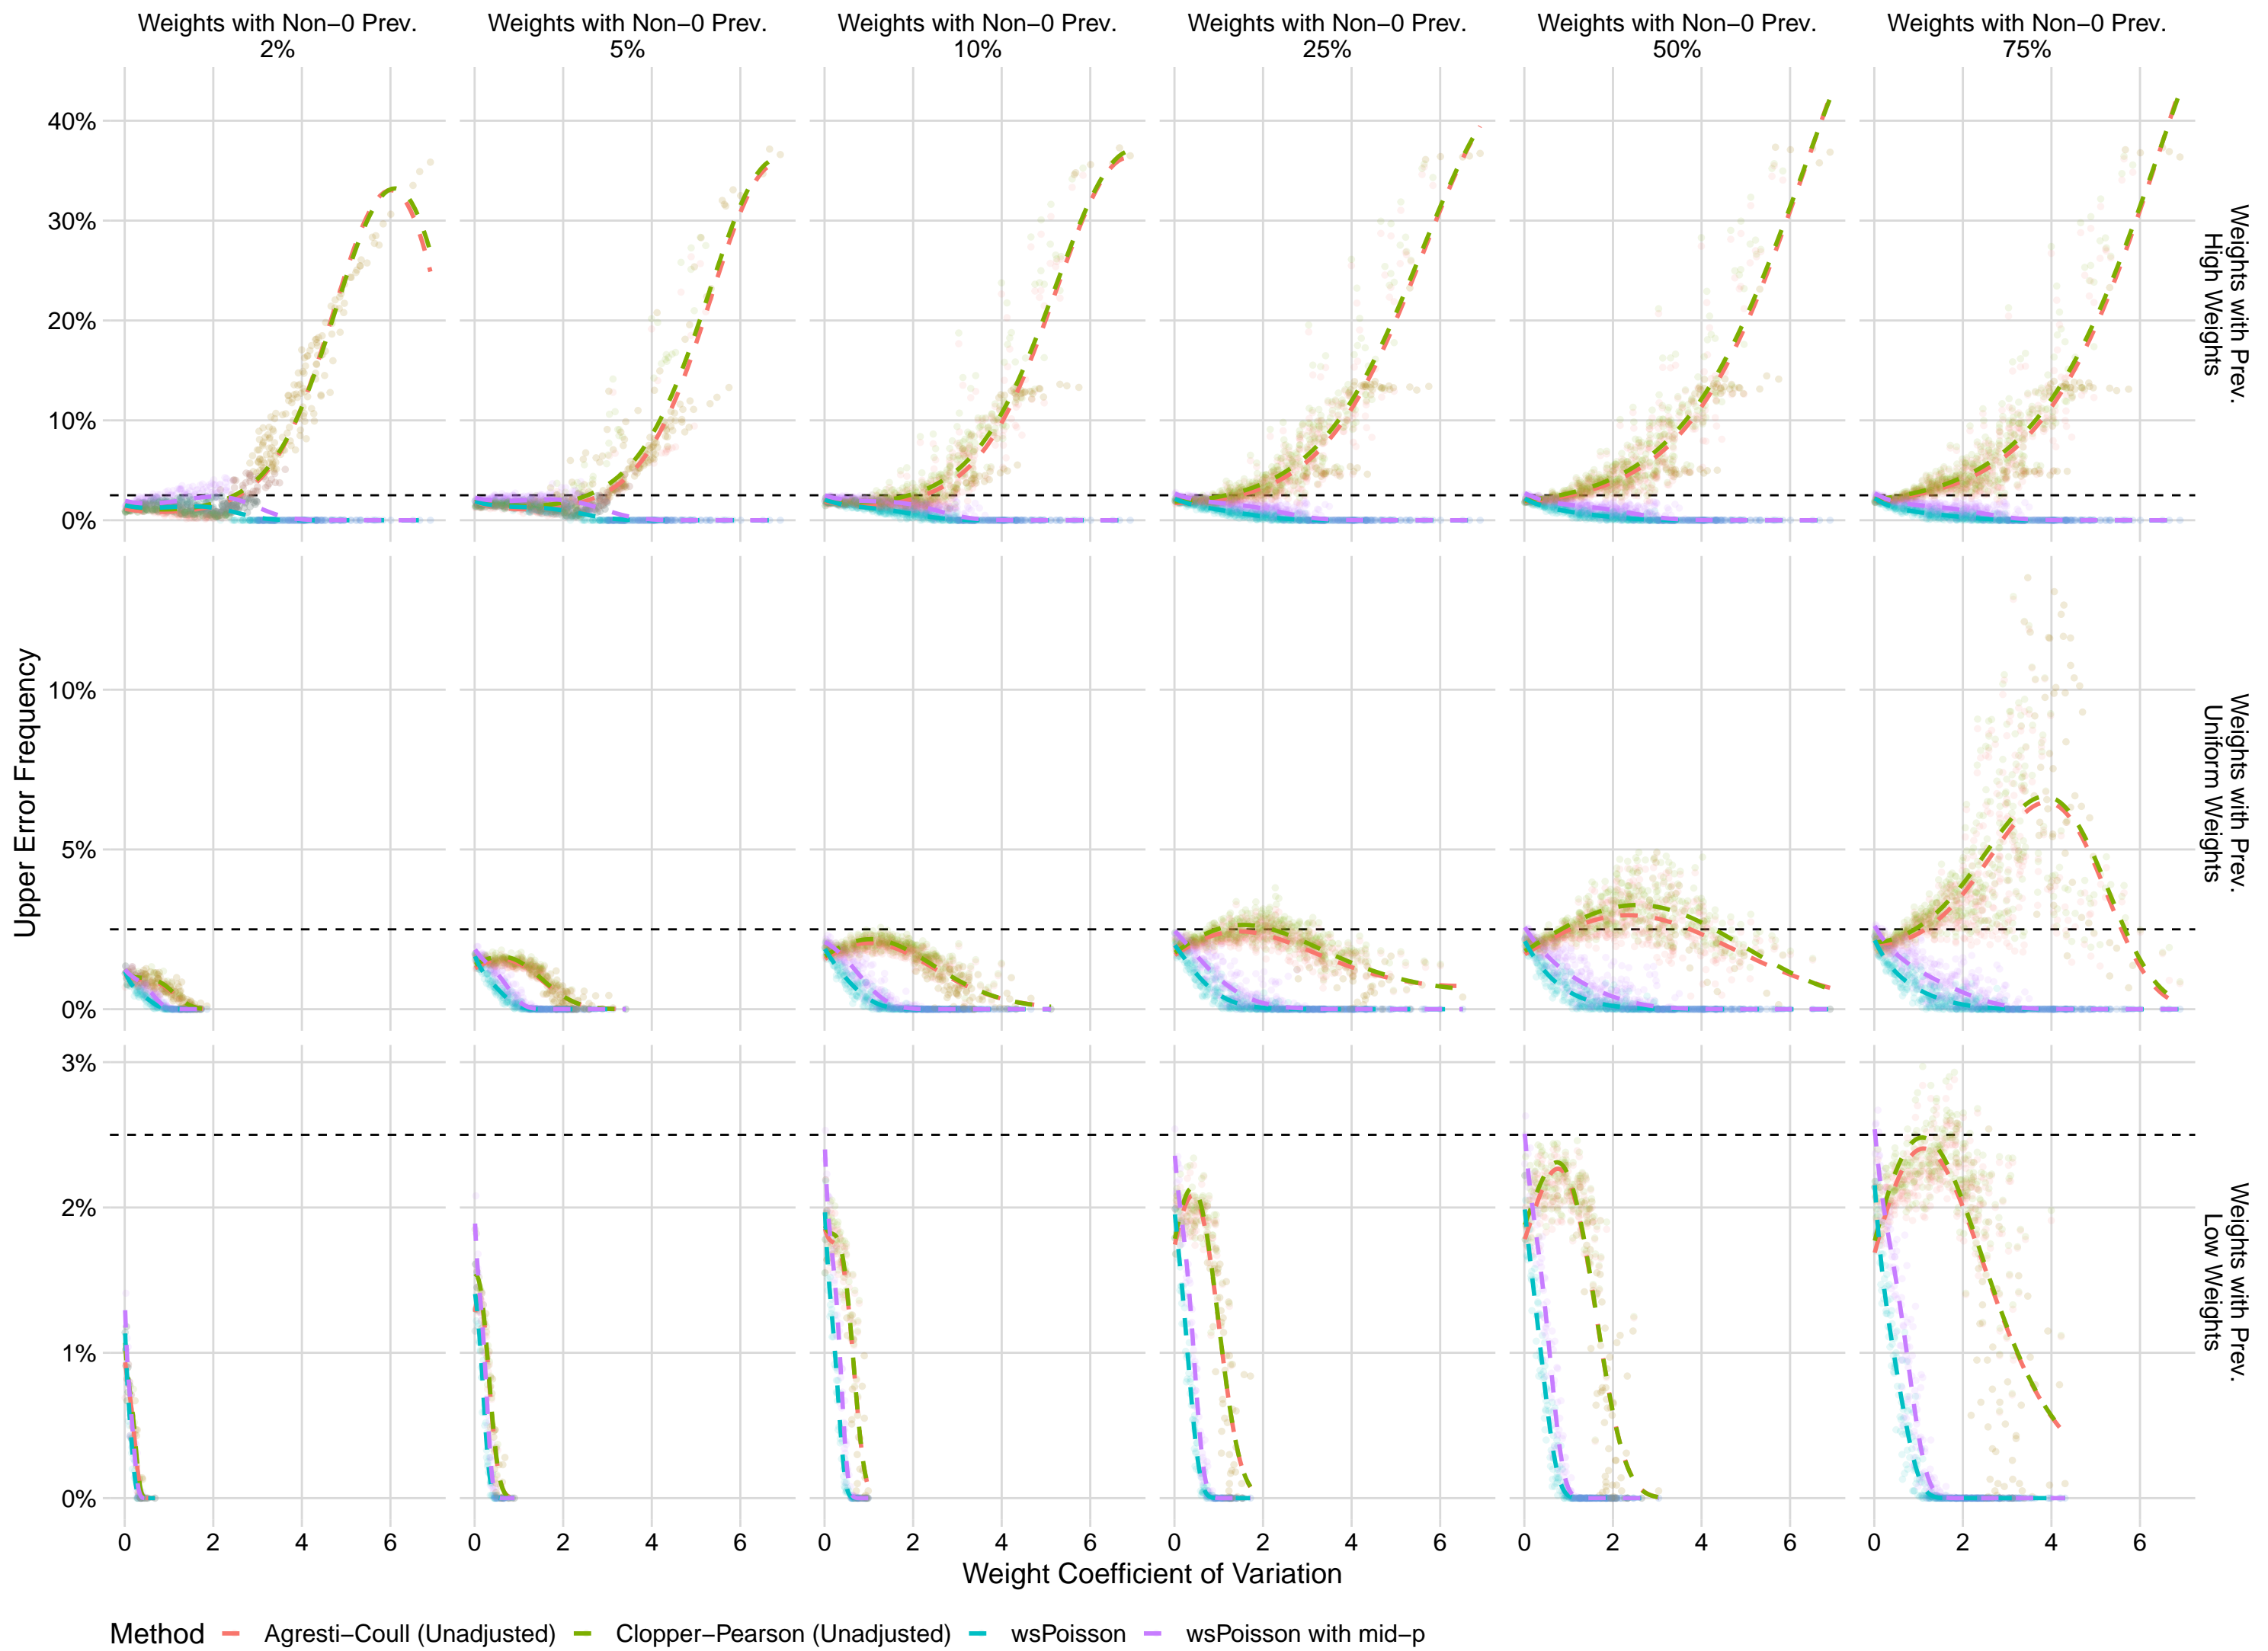 Weights with Non−0 Prev. Weights with Non−0 Prev. Weights with Non−0 Prev. Weights with Non−0 Prev. Weights with Non−0 Prev. Weights with Non−0 Prev.
2% 5% 10% 25% 50% 75%
40%
30%
20%
10%
0%
Weights with Prev.
High Weights
10%
5%
0%
Weights with Prev.
Uniform Weights
3%
2%
1%
0%
Weights with Prev.
Low Weights
Upper Error Frequency
0 2 4 6 0 2 4 6 0 2 4 6 0 2 4 6 0 2 4 6 0 2 4 6
Weight Coefficient of Variation
Method Agresti−Coull (Unadjusted) Clopper−Pearson (Unadjusted) wsPoisson wsPoisson with mid−p